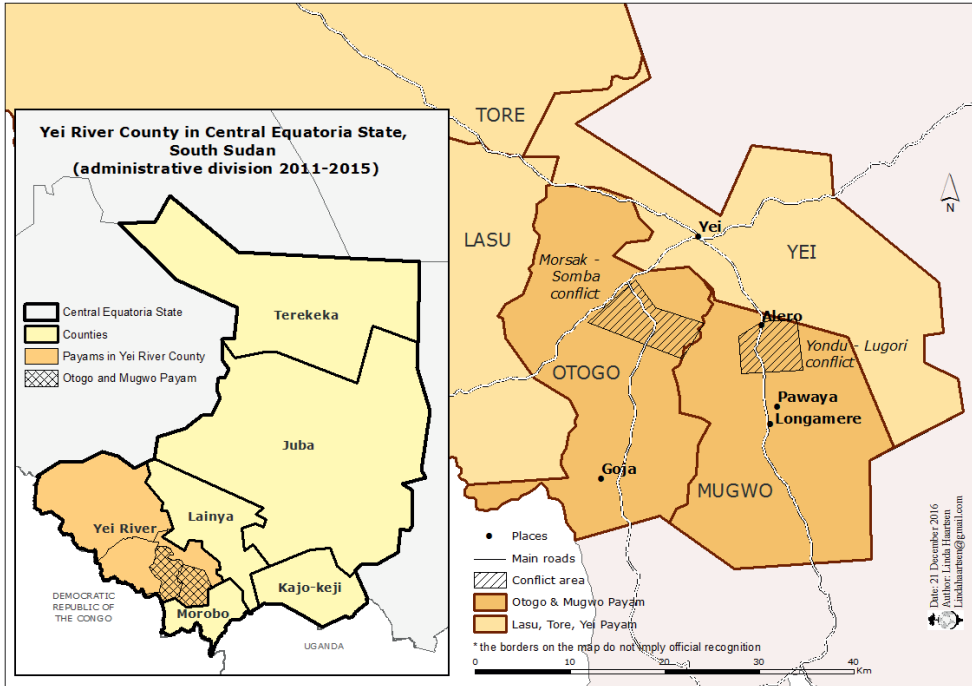 Yei River County in Central Equatoria State,
South Sudan
(administrative division 2011-2015)
Central Equatoria State
Counties
Payams in Yei River County
Otogo and Mugwo Payam
Terekeka
Juba
Lainya
Yei River
Kajo-keji
Morobo
DEMOCRATIC
REPUBLIC OF
THE CONGO
UGANDA
TORE
LASU
Yei
YEI
Morsak -
Somba
conflict
Alero
Yondu - Lugori
conflict
OTOGO
Pawaya
Longamere
Goja
MUGWO
N
Places
Main roads
Conflict area
Otogo & Mugwo Payam
Lasu, Tore, Yei Payam
* the borders on the map do not imply official recognition
0 10 20 30 40
Km
Date: 21 December 2016
Author: Linda Haartsen
Lindahaartsen@gmail.com